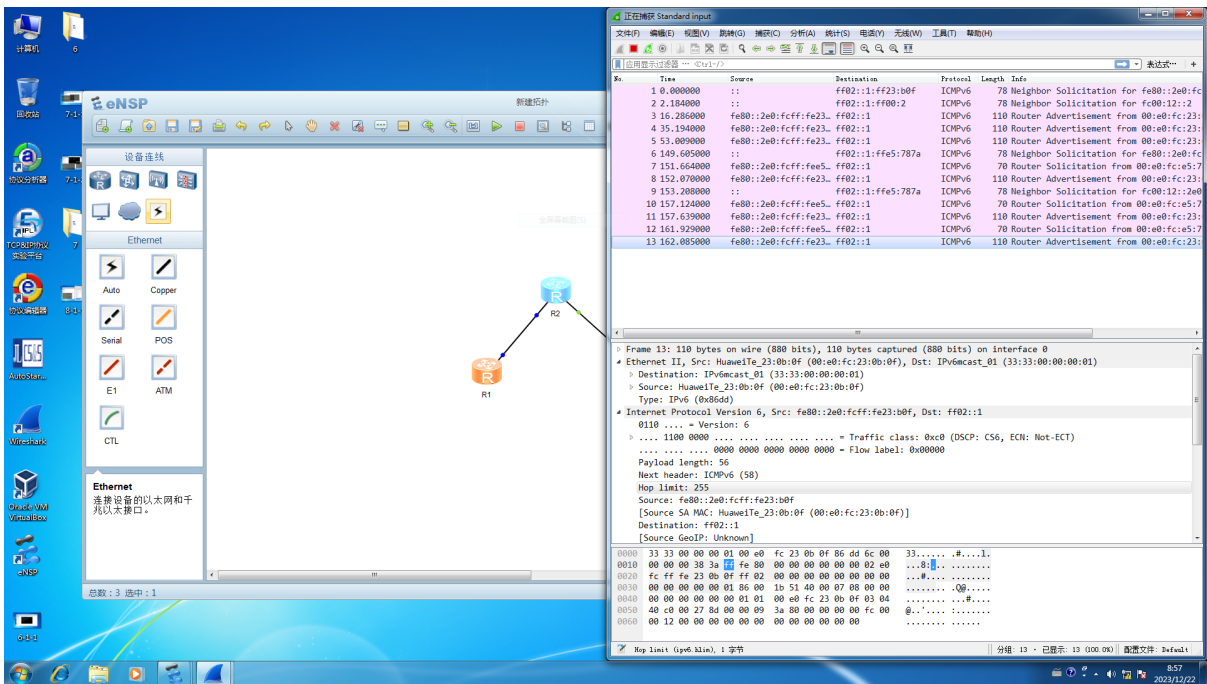 计算机
6
回收站
7-1-
协议分析器
7-1-
TCP&IP协议
实验平台
7
协议编辑器
8-1-
AutoStar...
Wireshark
Oracle VM
VirtualBox
eNSP
6-1-1
eNSP
新建拓扑
设备连线
Ethernet
Auto
Copper
Serial
POS
E1
ATM
CTL
Ethernet
连接设备的以太网和千
兆以太接口。
总数：3 选中：1
R
R2
R
R1
正在捕获 Standard input
文件(F) 编辑(E) 视图(V) 跳转(G) 捕获(C) 分析(A) 统计(S) 电话(Y) 无线(W) 工具(T) 帮助(H)
应用显示过滤器 … <Ctrl-/>
表达式…
+
No. Time Source Destination Protocol Length Info
1 0.000000 :: ff02::1:ff23:b0f ICMPv6 78 Neighbor Solicitation for fe80::2e0:fc
2 2.184000 :: ff02::1:ff00:2 ICMPv6 78 Neighbor Solicitation for fc00:12::2
3 16.286000 fe80::2e0:fcff:fe23… ff02::1 ICMPv6 110 Router Advertisement from 00:e0:fc:23:
4 35.194000 fe80::2e0:fcff:fe23… ff02::1 ICMPv6 110 Router Advertisement from 00:e0:fc:23:
5 53.009000 fe80::2e0:fcff:fe23… ff02::1 ICMPv6 110 Router Advertisement from 00:e0:fc:23:
6 149.605000 :: ff02::1:ffe5:787a ICMPv6 78 Neighbor Solicitation for fe80::2e0:fc
7 151.664000 fe80::2e0:fcff:fee5… ff02::1 ICMPv6 70 Router Solicitation from 00:e0:fc:e5:7
8 152.070000 fe80::2e0:fcff:fe23… ff02::1 ICMPv6 110 Router Advertisement from 00:e0:fc:23:
9 153.208000 :: ff02::1:ffe5:787a ICMPv6 78 Neighbor Solicitation for fc00:12::2e0
10 157.124000 fe80::2e0:fcff:fee5… ff02::1 ICMPv6 70 Router Solicitation from 00:e0:fc:e5:7
11 157.639000 fe80::2e0:fcff:fe23… ff02::1 ICMPv6 110 Router Advertisement from 00:e0:fc:23:
12 161.929000 fe80::2e0:fcff:fee5… ff02::1 ICMPv6 70 Router Solicitation from 00:e0:fc:e5:7
13 162.085000 fe80::2e0:fcff:fe23… ff02::1 ICMPv6 110 Router Advertisement from 00:e0:fc:23:
Frame 13: 110 bytes on wire (880 bits), 110 bytes captured (880 bits) on interface 0
Ethernet II, Src: HuaweiTe_23:0b:0f (00:e0:fc:23:0b:0f), Dst: IPv6mcast_01 (33:33:00:00:00:01)
Destination: IPv6mcast_01 (33:33:00:00:00:01)
Source: HuaweiTe_23:0b:0f (00:e0:fc:23:0b:0f)
Type: IPv6 (0x86dd)
Internet Protocol Version 6, Src: fe80::2e0:fcff:fe23:b0f, Dst: ff02::1
0110 .... = Version: 6
.... 1100 0000 .... .... .... .... .... = Traffic class: 0xc0 (DSCP: CS6, ECN: Not-ECT)
.... .... .... 0000 0000 0000 0000 0000 = Flow label: 0x00000
Payload length: 56
Next header: ICMPv6 (58)
Hop limit: 255
Source: fe80::2e0:fcff:fe23:b0f
[Source SA MAC: HuaweiTe_23:0b:0f (00:e0:fc:23:0b:0f)]
Destination: ff02::1
[Source GeoIP: Unknown]
0000 33 33 00 00 00 01 00 e0 fc 23 0b 0f 86 dd 6c 00 33...... .#....l.
0010 00 00 00 38 3a ff fe 80 00 00 00 00 00 00 02 e0 ...8:... ........
0020 fc ff fe 23 0b 0f ff 02 00 00 00 00 00 00 00 00 ...#.... ........
0030 00 00 00 00 00 01 86 00 1b 51 40 00 07 08 00 00 ........ .Q@.....
0040 00 00 00 00 00 00 01 01 00 e0 fc 23 0b 0f 03 04 ........ ...#....
0050 40 c0 00 27 8d 00 00 09 3a 80 00 00 00 00 fc 00 @..'.... :.......
0060 00 12 00 00 00 00 00 00 00 00 00 00 00 00 ........ ......
Hop limit (ipv6.hlim), 1 字节
分组: 13 · 已显示: 13 (100.0%)
配置文件: Default
8:57
2023/12/22